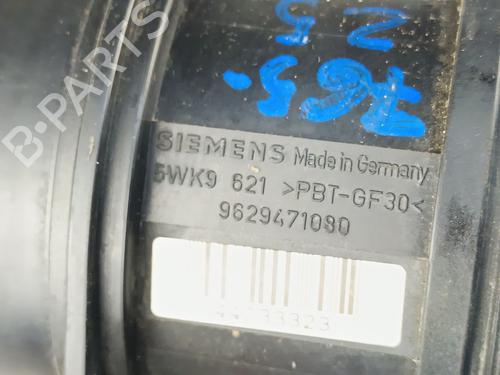 B-PARTS
SIEMENS Made in Germany
5WK9 621 >PBT-GF30<
9629471080